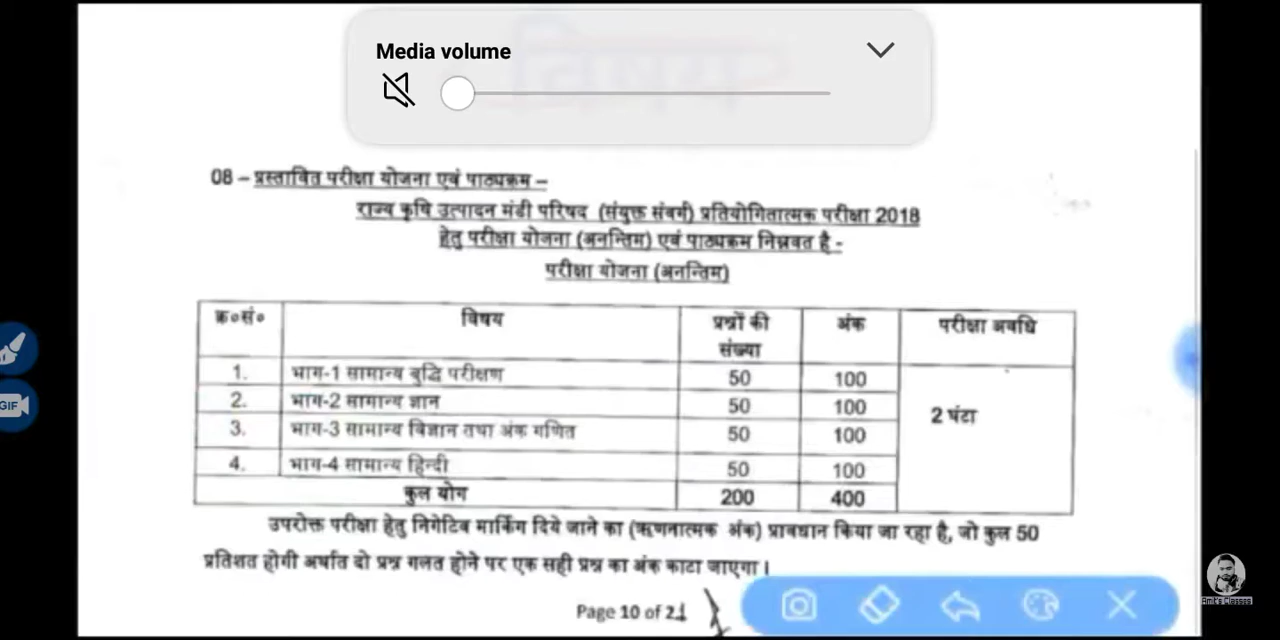 Media volume
08 – प्रस्तावित परीक्षा योजना एवं पाठ्यक्रम –
राज्य कृषि उत्पादन मंडी परिषद (संयुक्त संवर्ग) प्रतियोगितात्मक परीक्षा 2018
हेतु परीक्षा योजना (अनन्तिम) एवं पाठ्यक्रम निम्नवत है -
परीक्षा योजना (अनन्तिम)
क्र०सं० विषय प्रश्नों की संख्या अंक परीक्षा अवधि
1. भाग-1 सामान्य बुद्धि परीक्षण 50 100
2. भाग-2 सामान्य ज्ञान 50 100 2 घंटा
3. भाग-3 सामान्य विज्ञान तथा अंक गणित 50 100
4. भाग-4 सामान्य हिन्दी 50 100
कुल योग 200 400
उपरोक्त परीक्षा हेतु निगेटिव मार्किंग दिये जाने का (ऋणनात्मक अंक) प्रावधान किया जा रहा है, जो कुल 50
प्रतिशत होगी अर्थात दो प्रश्न गलत होने पर एक सही प्रश्न का अंक काटा जाएगा।
Page 10 of 21
GIF
Amit's Classes